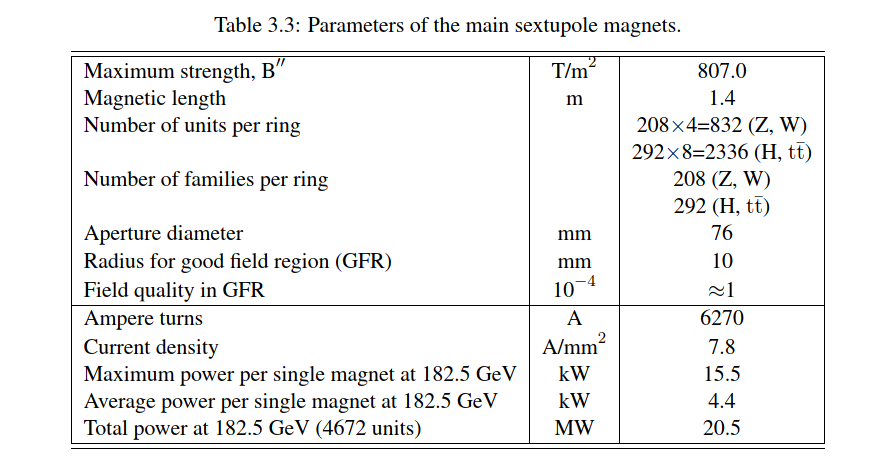 Table 3.3: Parameters of the main sextupole magnets.
Maximum strength, B″ T/m² 807.0
Magnetic length m 1.4
Number of units per ring 208×4=832 (Z, W)
292×8=2336 (H, tt̄)
Number of families per ring 208 (Z, W)
292 (H, tt̄)
Aperture diameter mm 76
Radius for good field region (GFR) mm 10
Field quality in GFR 10⁻⁴ ≈1
Ampere turns A 6270
Current density A/mm² 7.8
Maximum power per single magnet at 182.5 GeV kW 15.5
Average power per single magnet at 182.5 GeV kW 4.4
Total power at 182.5 GeV (4672 units) MW 20.5